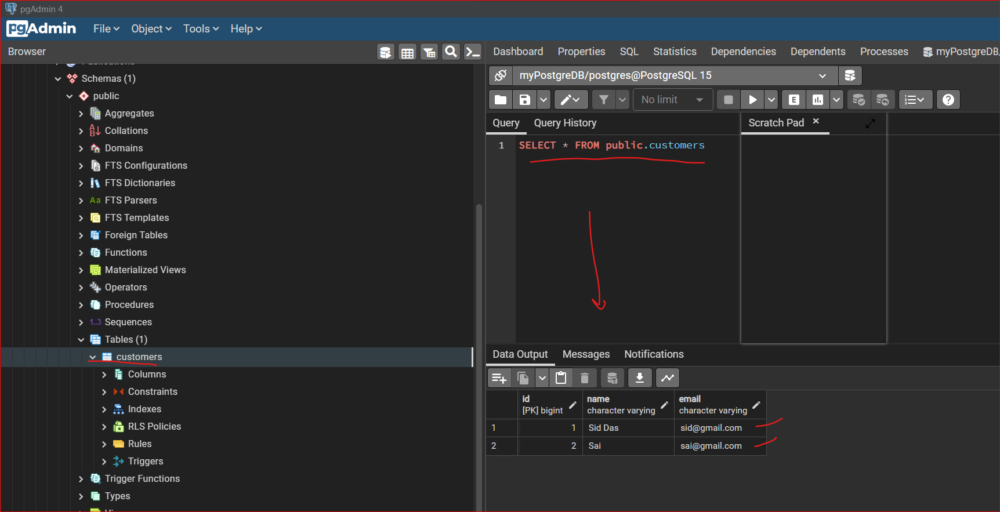 pgAdmin 4
pgAdmin File Object Tools Help
Browser
Dashboard Properties SQL Statistics Dependencies Dependents Processes myPostgreDB/
Schemas (1)
public
Aggregates
Collations
Domains
FTS Configurations
FTS Dictionaries
Aa FTS Parsers
FTS Templates
Foreign Tables
Functions
Materialized Views
Operators
Procedures
1..3 Sequences
Tables (1)
customers
Columns
Constraints
Indexes
RLS Policies
Rules
Triggers
Trigger Functions
Types
myPostgreDB/postgres@PostgreSQL 15
No limit
E
Query Query History
Scratch Pad
1 SELECT * FROM public.customers
Data Output Messages Notifications
id name email
[PK] bigint character varying character varying
1 1 Sid Das sid@gmail.com
2 2 Sai sai@gmail.com